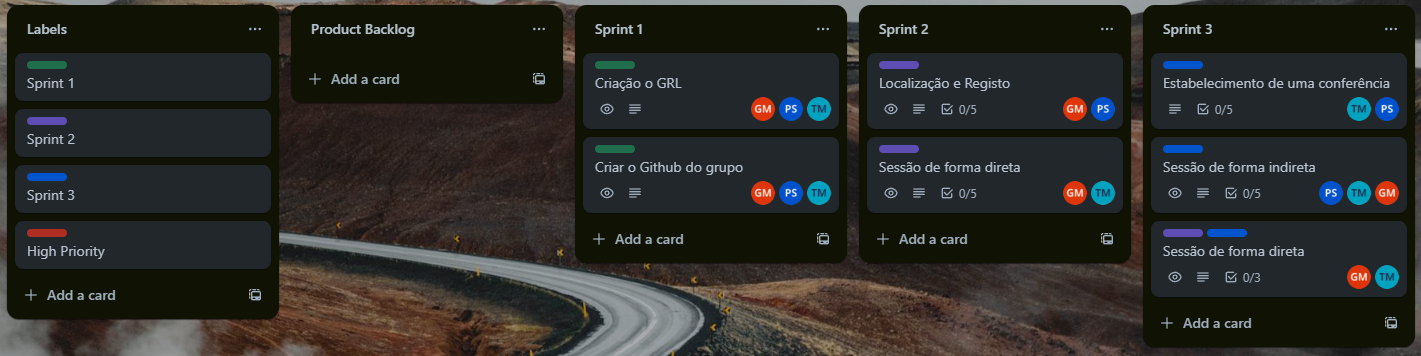 Labels
Sprint 1
Sprint 2
Sprint 3
High Priority
Add a card
Product Backlog
Add a card
Sprint 1
Criação o GRL
GM PS TM
Criar o Github do grupo
GM PS TM
Add a card
Sprint 2
Localização e Registo
0/5 GM PS
Sessão de forma direta
0/5 GM TM
Add a card
Sprint 3
Estabelecimento de uma conferência
0/5 TM PS
Sessão de forma indireta
0/5 PS TM GM
Sessão de forma direta
0/3 GM TM
Add a card